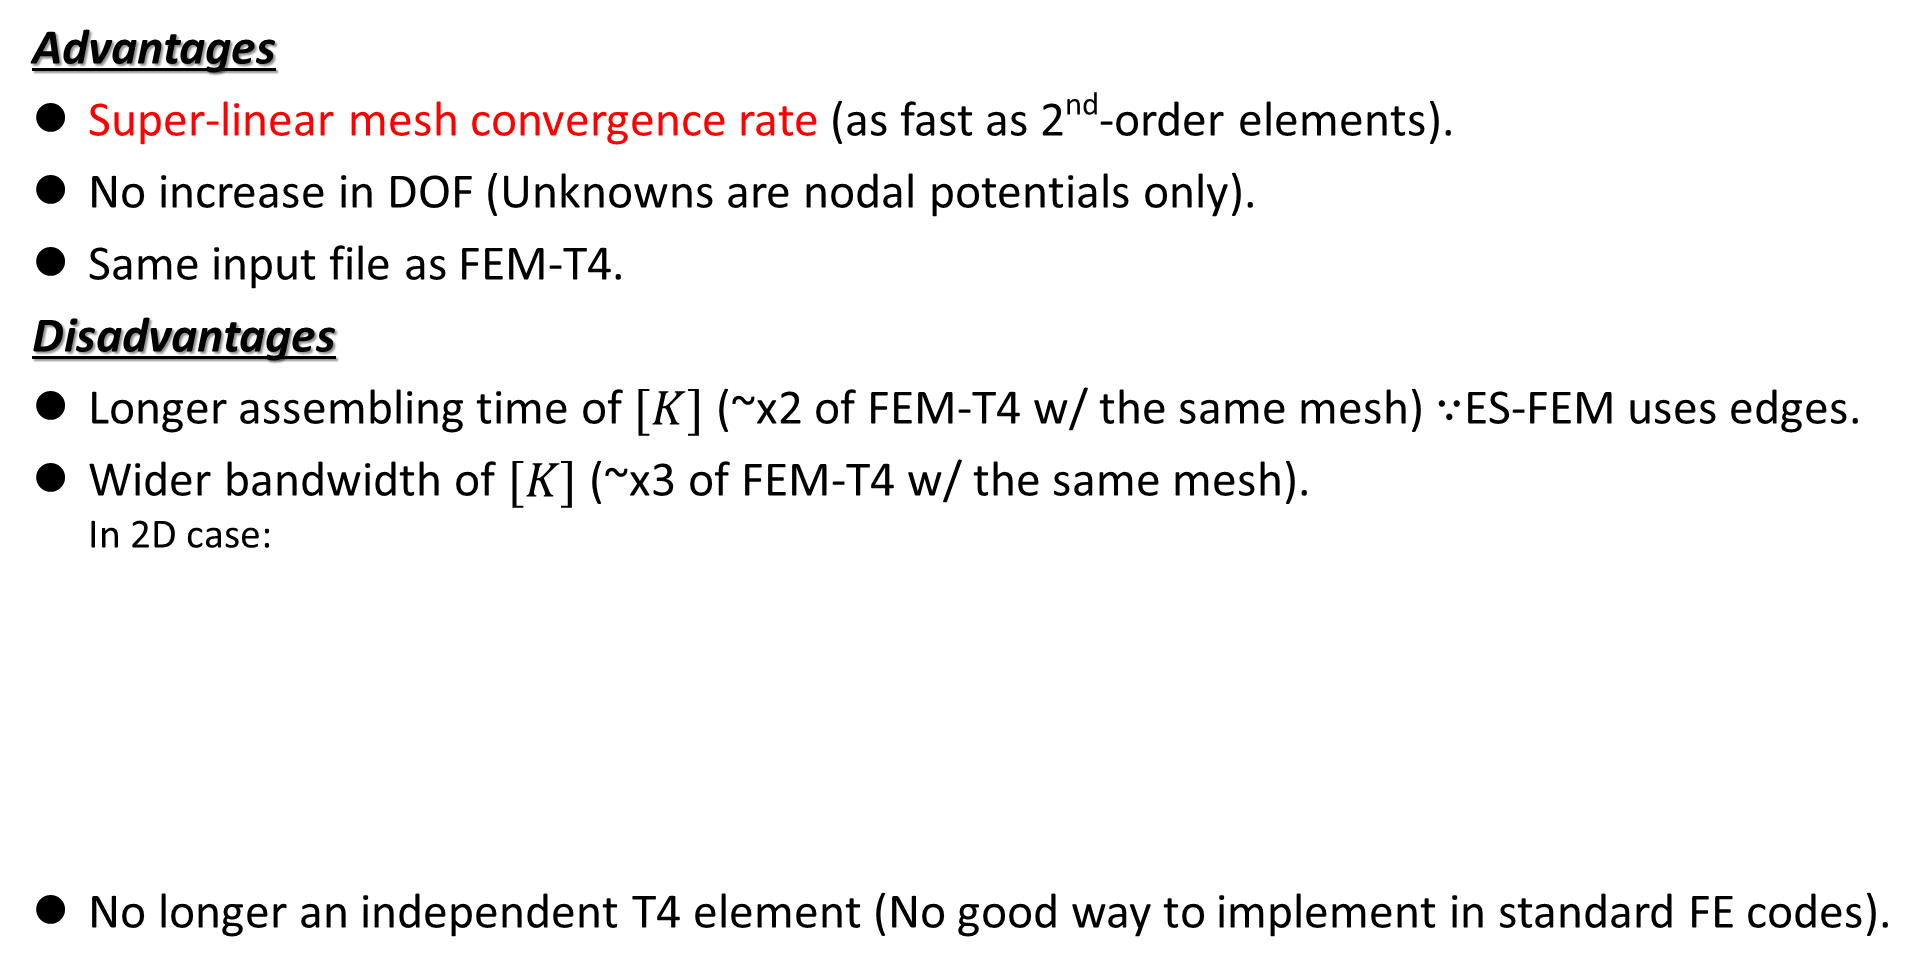 Advantages
● Super-linear mesh convergence rate (as fast as 2nd-order elements).
● No increase in DOF (Unknowns are nodal potentials only).
● Same input file as FEM-T4.
Disadvantages
● Longer assembling time of [K] (~x2 of FEM-T4 w/ the same mesh) ∵ES-FEM uses edges.
● Wider bandwidth of [K] (~x3 of FEM-T4 w/ the same mesh).
In 2D case:
● No longer an independent T4 element (No good way to implement in standard FE codes).